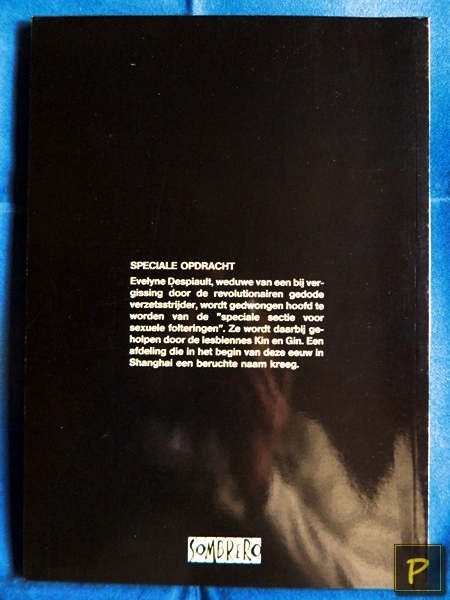 SPECIALE OPDRACHT
Evelyne Despiault, weduwe van een bij ver-
gissing door de revolutionairen gedode
verzetsstrijder, wordt gedwongen hoofd te
worden van de "speciale sectie voor
sexuele folteringen". Ze wordt daarbij ge-
holpen door de lesbiennes Kin en Gin. Een
afdeling die in het begin van deze eeuw in
Shanghai een beruchte naam kreeg.
SOMBRERO
P